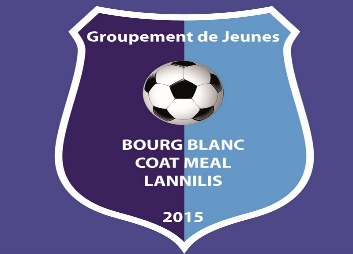 Groupement de Jeunes
BOURG BLANC
COAT MEAL
LANNILIS
2015